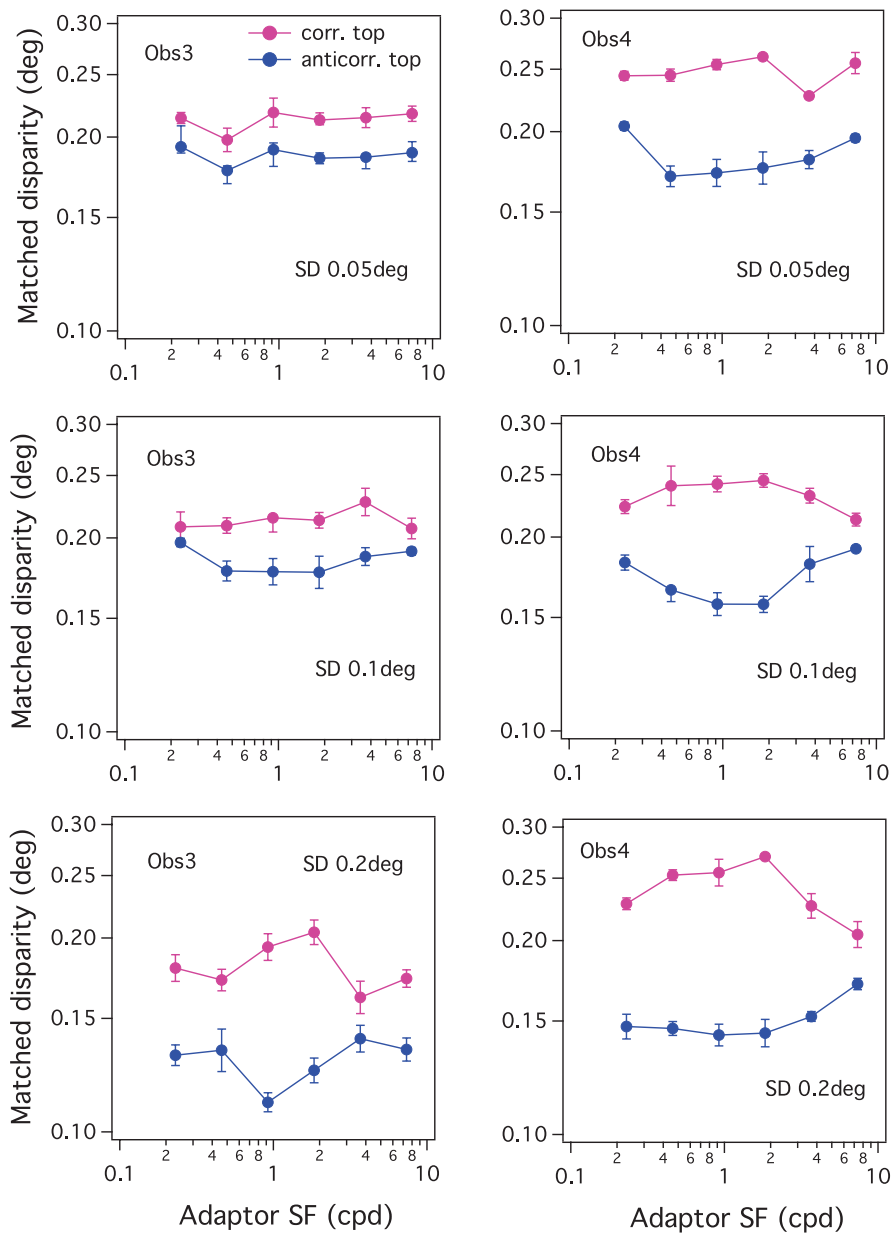 Matched disparity (deg)
0.30
0.25
0.20
0.15
0.10
Obs3
corr. top
anticorr. top
SD 0.05deg
2 4 6 8 2 4 6 8
0.1 1 10
0.30
0.25
0.20
0.15
0.10
Obs4
SD 0.05deg
2 4 6 8 2 4 6 8
0.1 1 10
Matched disparity (deg)
0.30
0.25
0.20
0.15
0.10
Obs3
SD 0.1deg
2 4 6 8 2 4 6 8
0.1 1 10
0.30
0.25
0.20
0.15
0.10
Obs4
SD 0.1deg
2 4 6 8 2 4 6 8
0.1 1 10
Matched disparity (deg)
0.30
0.25
0.20
0.15
0.10
Obs3
SD 0.2deg
2 4 6 8 2 4 6 8
0.1 1 10
Adaptor SF (cpd)
0.30
0.25
0.20
0.15
0.10
Obs4
SD 0.2deg
2 4 6 8 2 4 6 8
0.1 1 10
Adaptor SF (cpd)